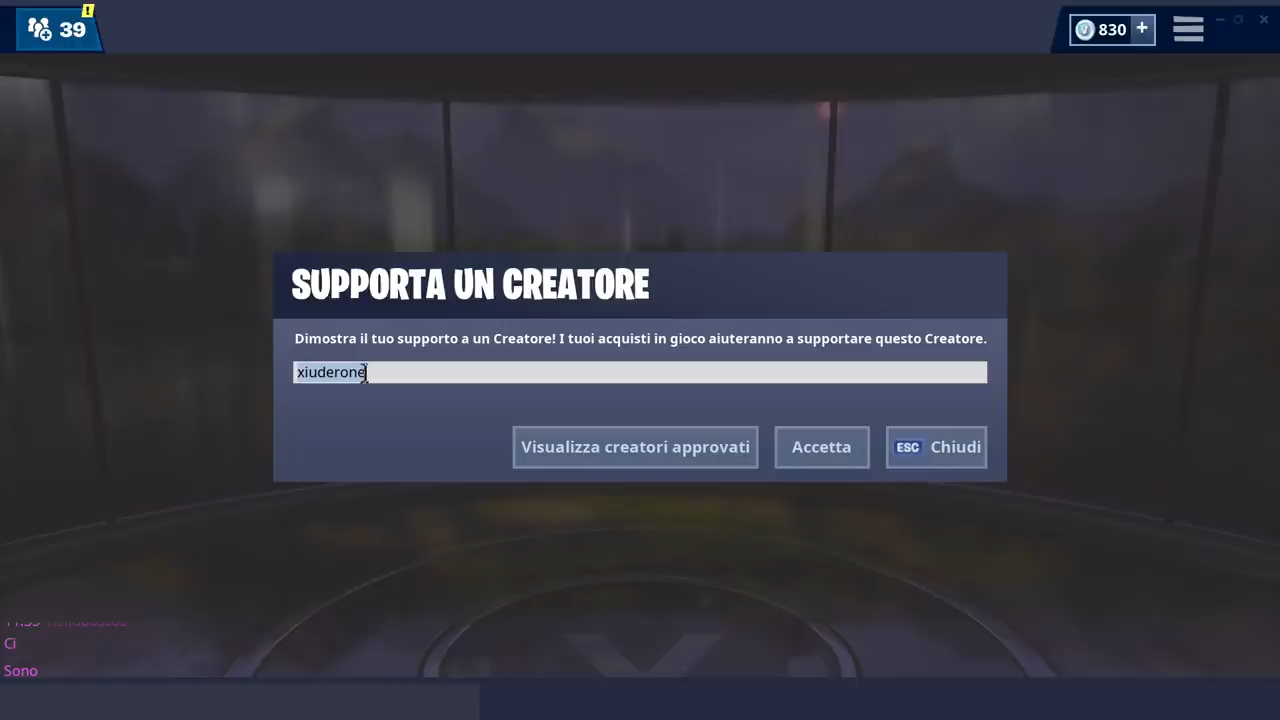 !
39
830 +
SUPPORTA UN CREATORE
Dimostra il tuo supporto a un Creatore! I tuoi acquisti in gioco aiuteranno a supportare questo Creatore.
xiuderone
Visualizza creatori approvati
Accetta
ESC Chiudi
Ci
Sono